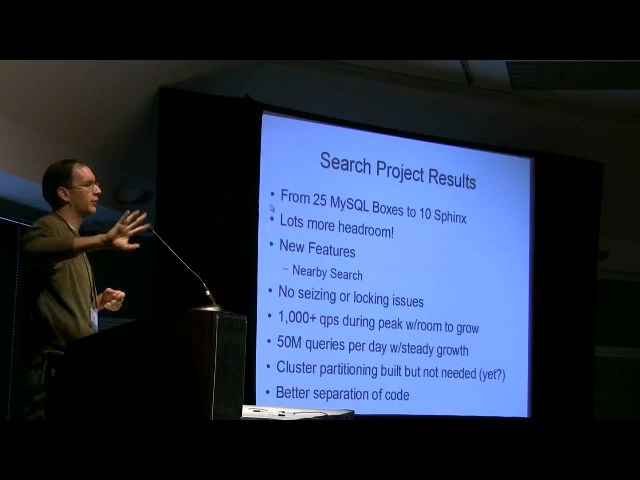 Search Project Results
• From 25 MySQL Boxes to 10 Sphinx
• Lots more headroom!
• New Features
– Nearby Search
• No seizing or locking issues
• 1,000+ qps during peak w/room to grow
• 50M queries per day w/steady growth
• Cluster partitioning built but not needed (yet?)
• Better separation of code